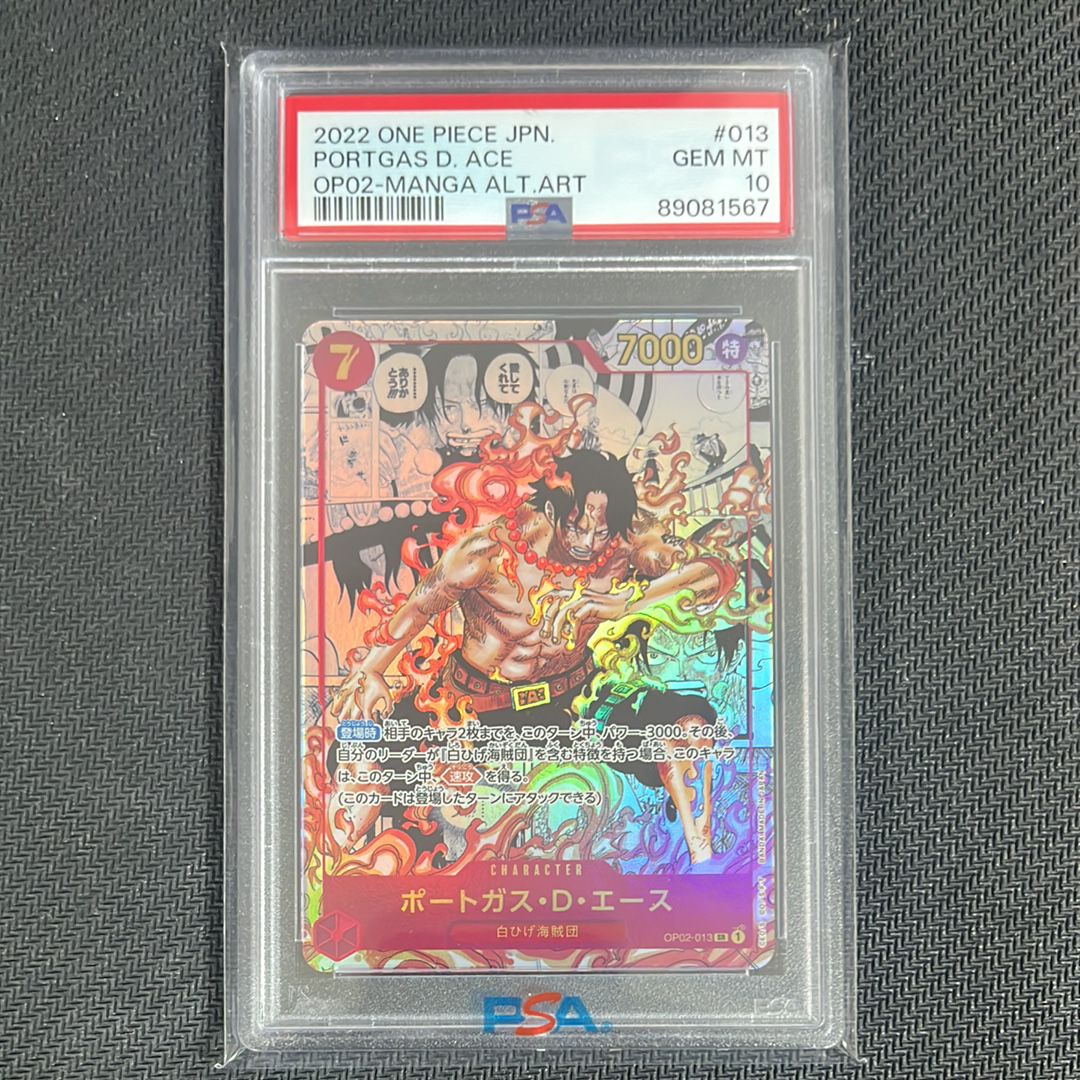 2022 ONE PIECE JPN. #013
PORTGAS D. ACE GEM MT
OP02-MANGA ALT.ART 10
PSA 89081567
7
ありがとう!!!
愛してくれて
7000 特
登場時 相手のキャラ2枚までを、このターン中、パワー-3000。その後、
自分のリーダーが『白ひげ海賊団』を含む特徴を持つ場合、このキャラ
は、このターン中、速攻 を得る。
(このカードは登場したターンにアタックできる)
CHARACTER
ポートガス・D・エース
白ひげ海賊団
OP02-013 SR 1
PSA